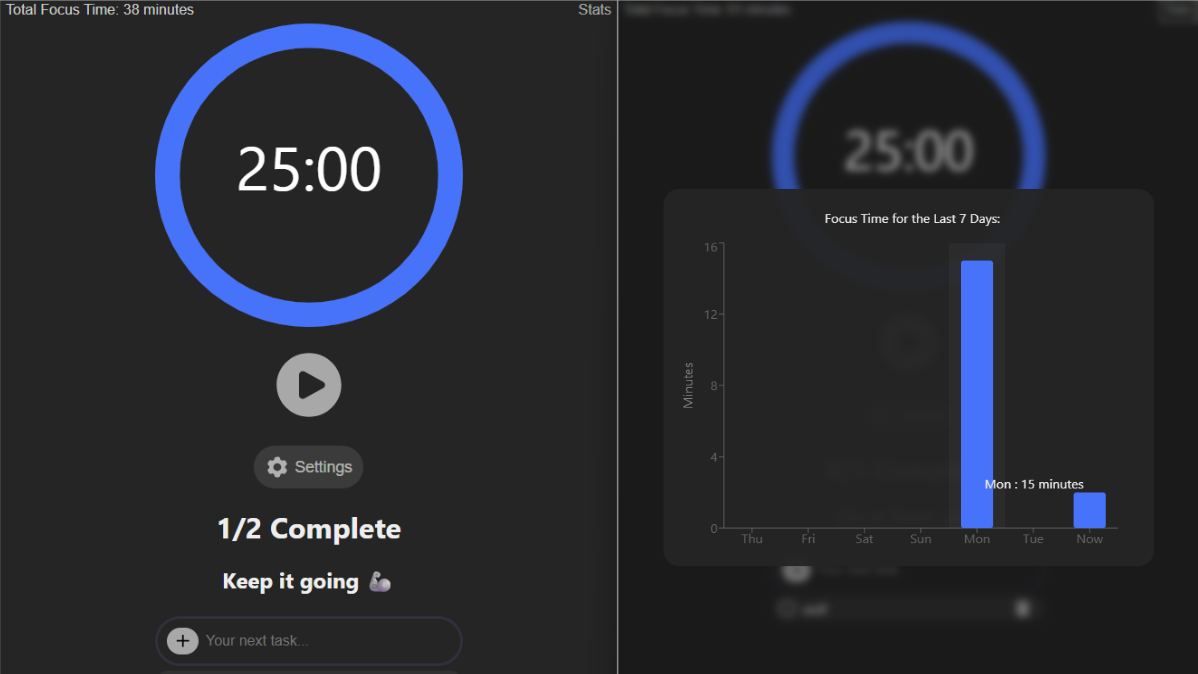 Total Focus Time: 38 minutes
Stats
25:00
Settings
1/2 Complete
Keep it going 🦾
Your next task...
25:00
Focus Time for the Last 7 Days:
16
12
8
4
0
Minutes
Mon : 15 minutes
Thu Fri Sat Sun Mon Tue Now